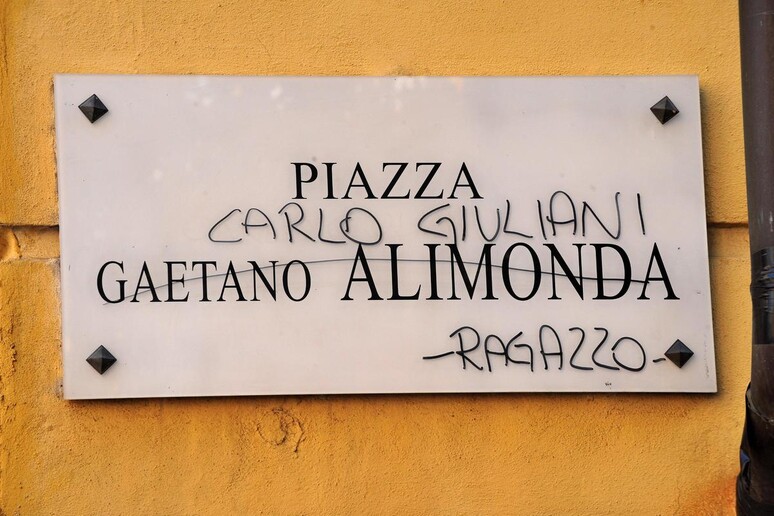 PIAZZA
CARLO GIULIANI
GAETANO ALIMONDA
-RAGAZZO-